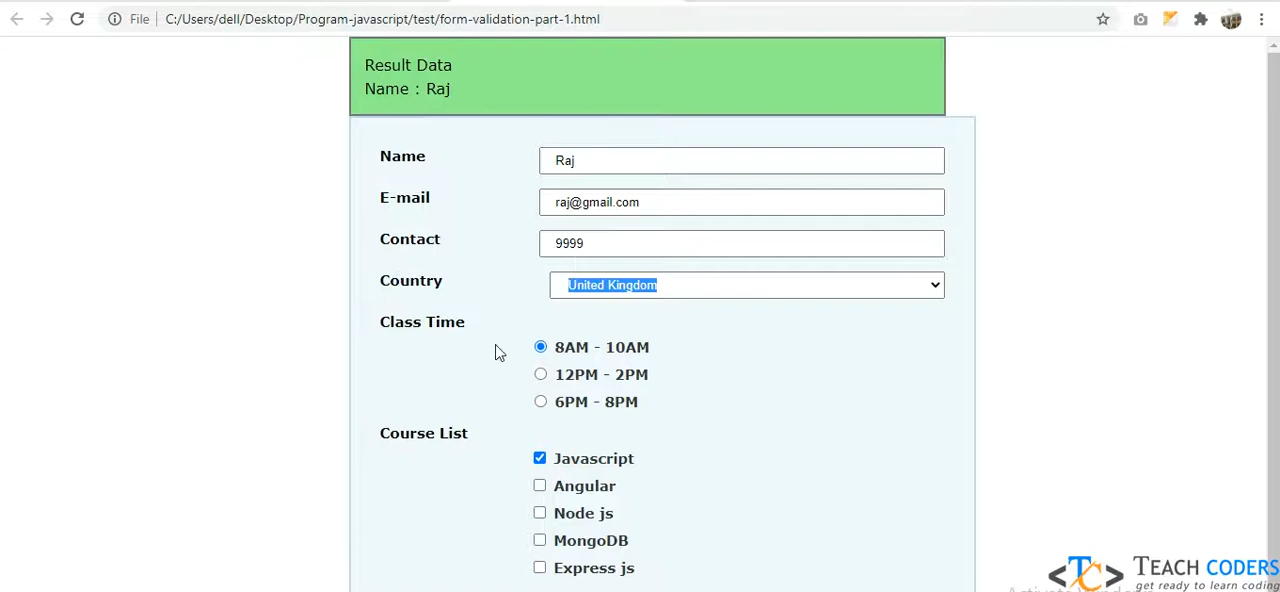 File
C:/Users/dell/Desktop/Program-javascript/test/form-validation-part-1.html
Result Data
Name : Raj
Name
Raj
E-mail
raj@gmail.com
Contact
9999
Country
United Kingdom
Class Time
8AM - 10AM
12PM - 2PM
6PM - 8PM
Course List
Javascript
Angular
Node js
MongoDB
Express js
TEACH CODERS
get ready to learn coding